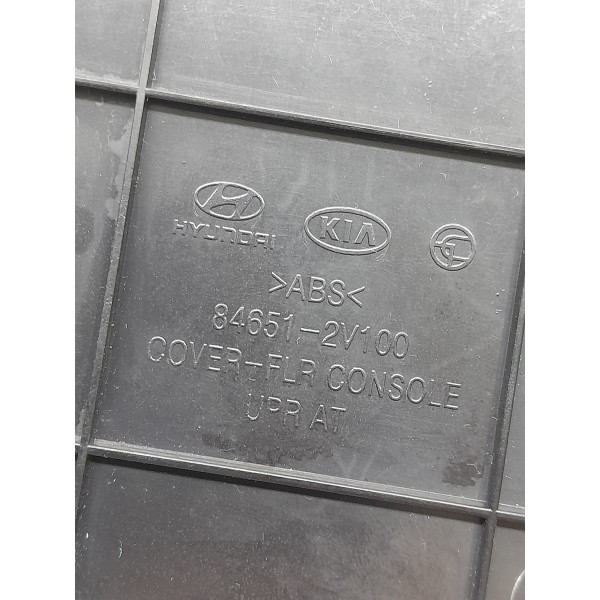 HYUNDAI KIA
>ABS<
84651-2V100
COVER-FLR CONSOLE
UPR AT